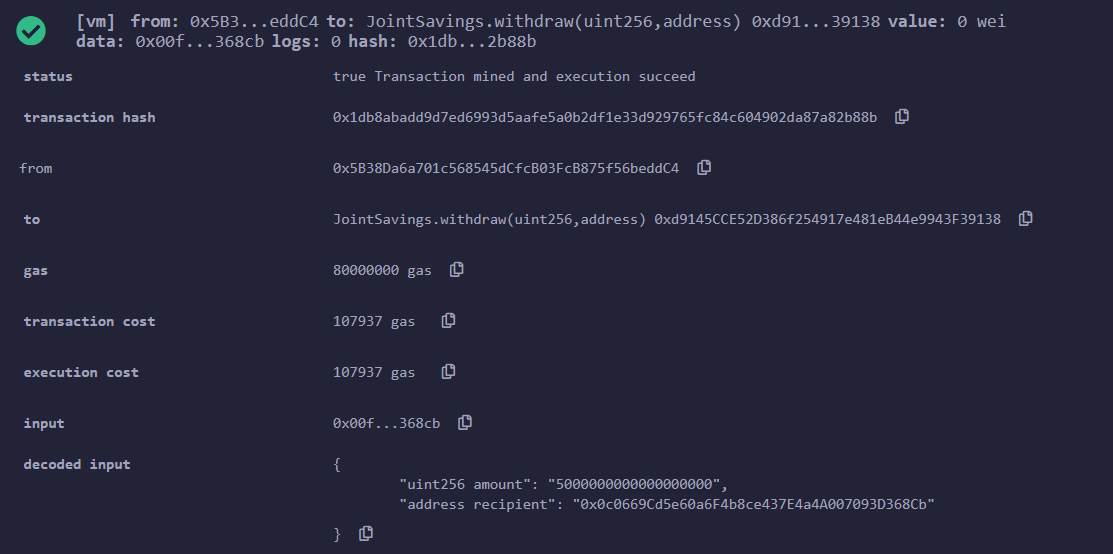 [vm] from: 0x5B3...eddC4 to: JointSavings.withdraw(uint256,address) 0xd91...39138 value: 0 wei
data: 0x00f...368cb logs: 0 hash: 0x1db...2b88b
status true Transaction mined and execution succeed
transaction hash 0x1db8abadd9d7ed6993d5aafe5a0b2df1e33d929765fc84c604902da87a82b88b
from 0x5B38Da6a701c568545dCfcB03FcB875f56beddC4
to JointSavings.withdraw(uint256,address) 0xd9145CCE52D386f254917e481eB44e9943F39138
gas 80000000 gas
transaction cost 107937 gas
execution cost 107937 gas
input 0x00f...368cb
decoded input {
"uint256 amount": "5000000000000000000",
"address recipient": "0x0c0669Cd5e60a6F4b8ce437E4a4A007093D368Cb"
}